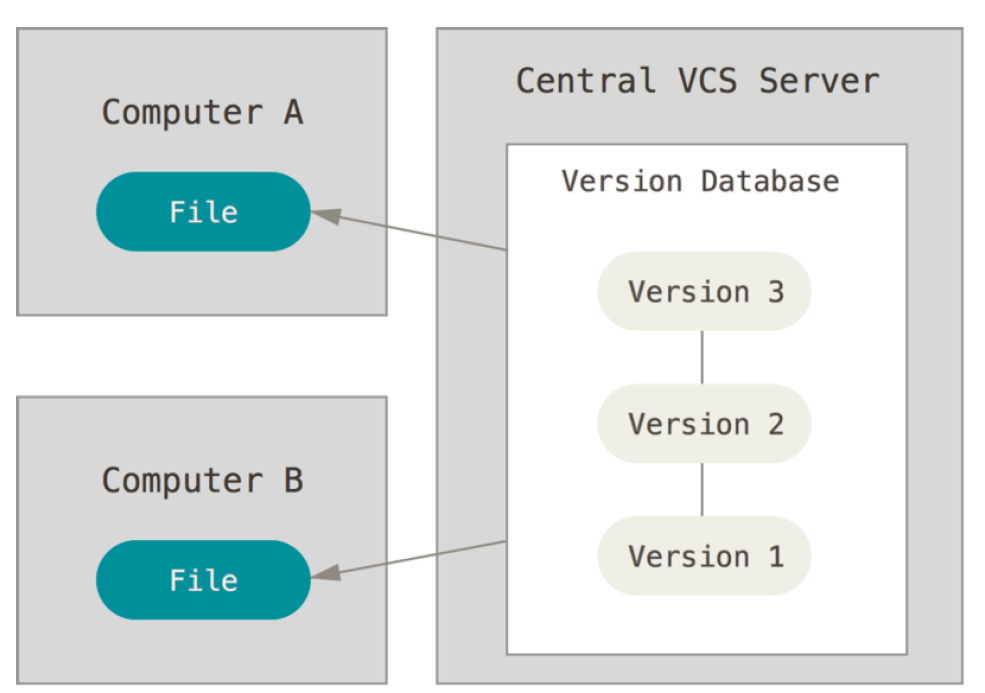 Computer A
File
Computer B
File
Central VCS Server
Version Database
Version 3
Version 2
Version 1